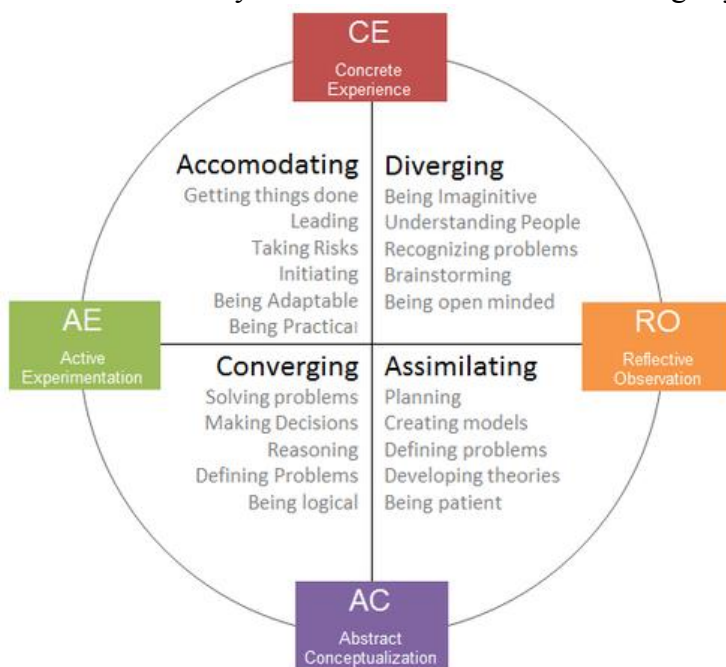 CE
Concrete
Experience
Accomodating
Getting things done
Leading
Taking Risks
Initiating
Being Adaptable
Being Practical
Diverging
Being Imaginitive
Understanding People
Recognizing problems
Brainstorming
Being open minded
AE
Active
Experimentation
RO
Reflective
Observation
Converging
Solving problems
Making Decisions
Reasoning
Defining Problems
Being logical
Assimilating
Planning
Creating models
Defining problems
Developing theories
Being patient
AC
Abstract
Conceptualization